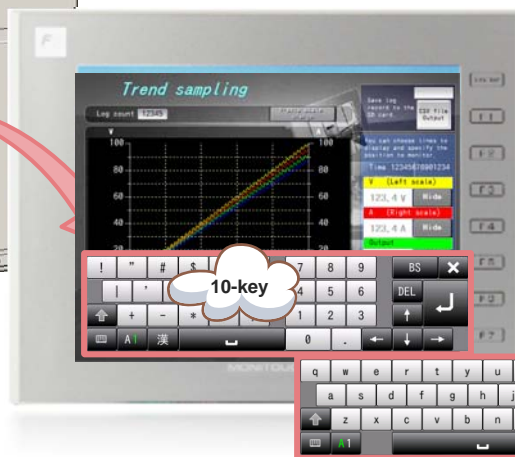 F
Trend sampling
Log count 12345
Save log
record to the
SD card.
CSV file
Output
You can choose lines to
display and specify the
position to monitor.
Time 12345678901234
V (Left scale)
123.4 V Hide
A (Right scale)
123.4 A Hide
Output
V A
100 100
80 80
60 60
40 40
20 20
F1
F2
F3
F4
F5
F6
F7
10-key
! " # $ 7 8 9 BS ×
| ' 4 5 6 DEL
+ - * 1 2 3 ↑
A1 漢 0 . ← ↓ →
MONITOUCH
q w e r t y u
a s d f g h j
z x c v b n
A1